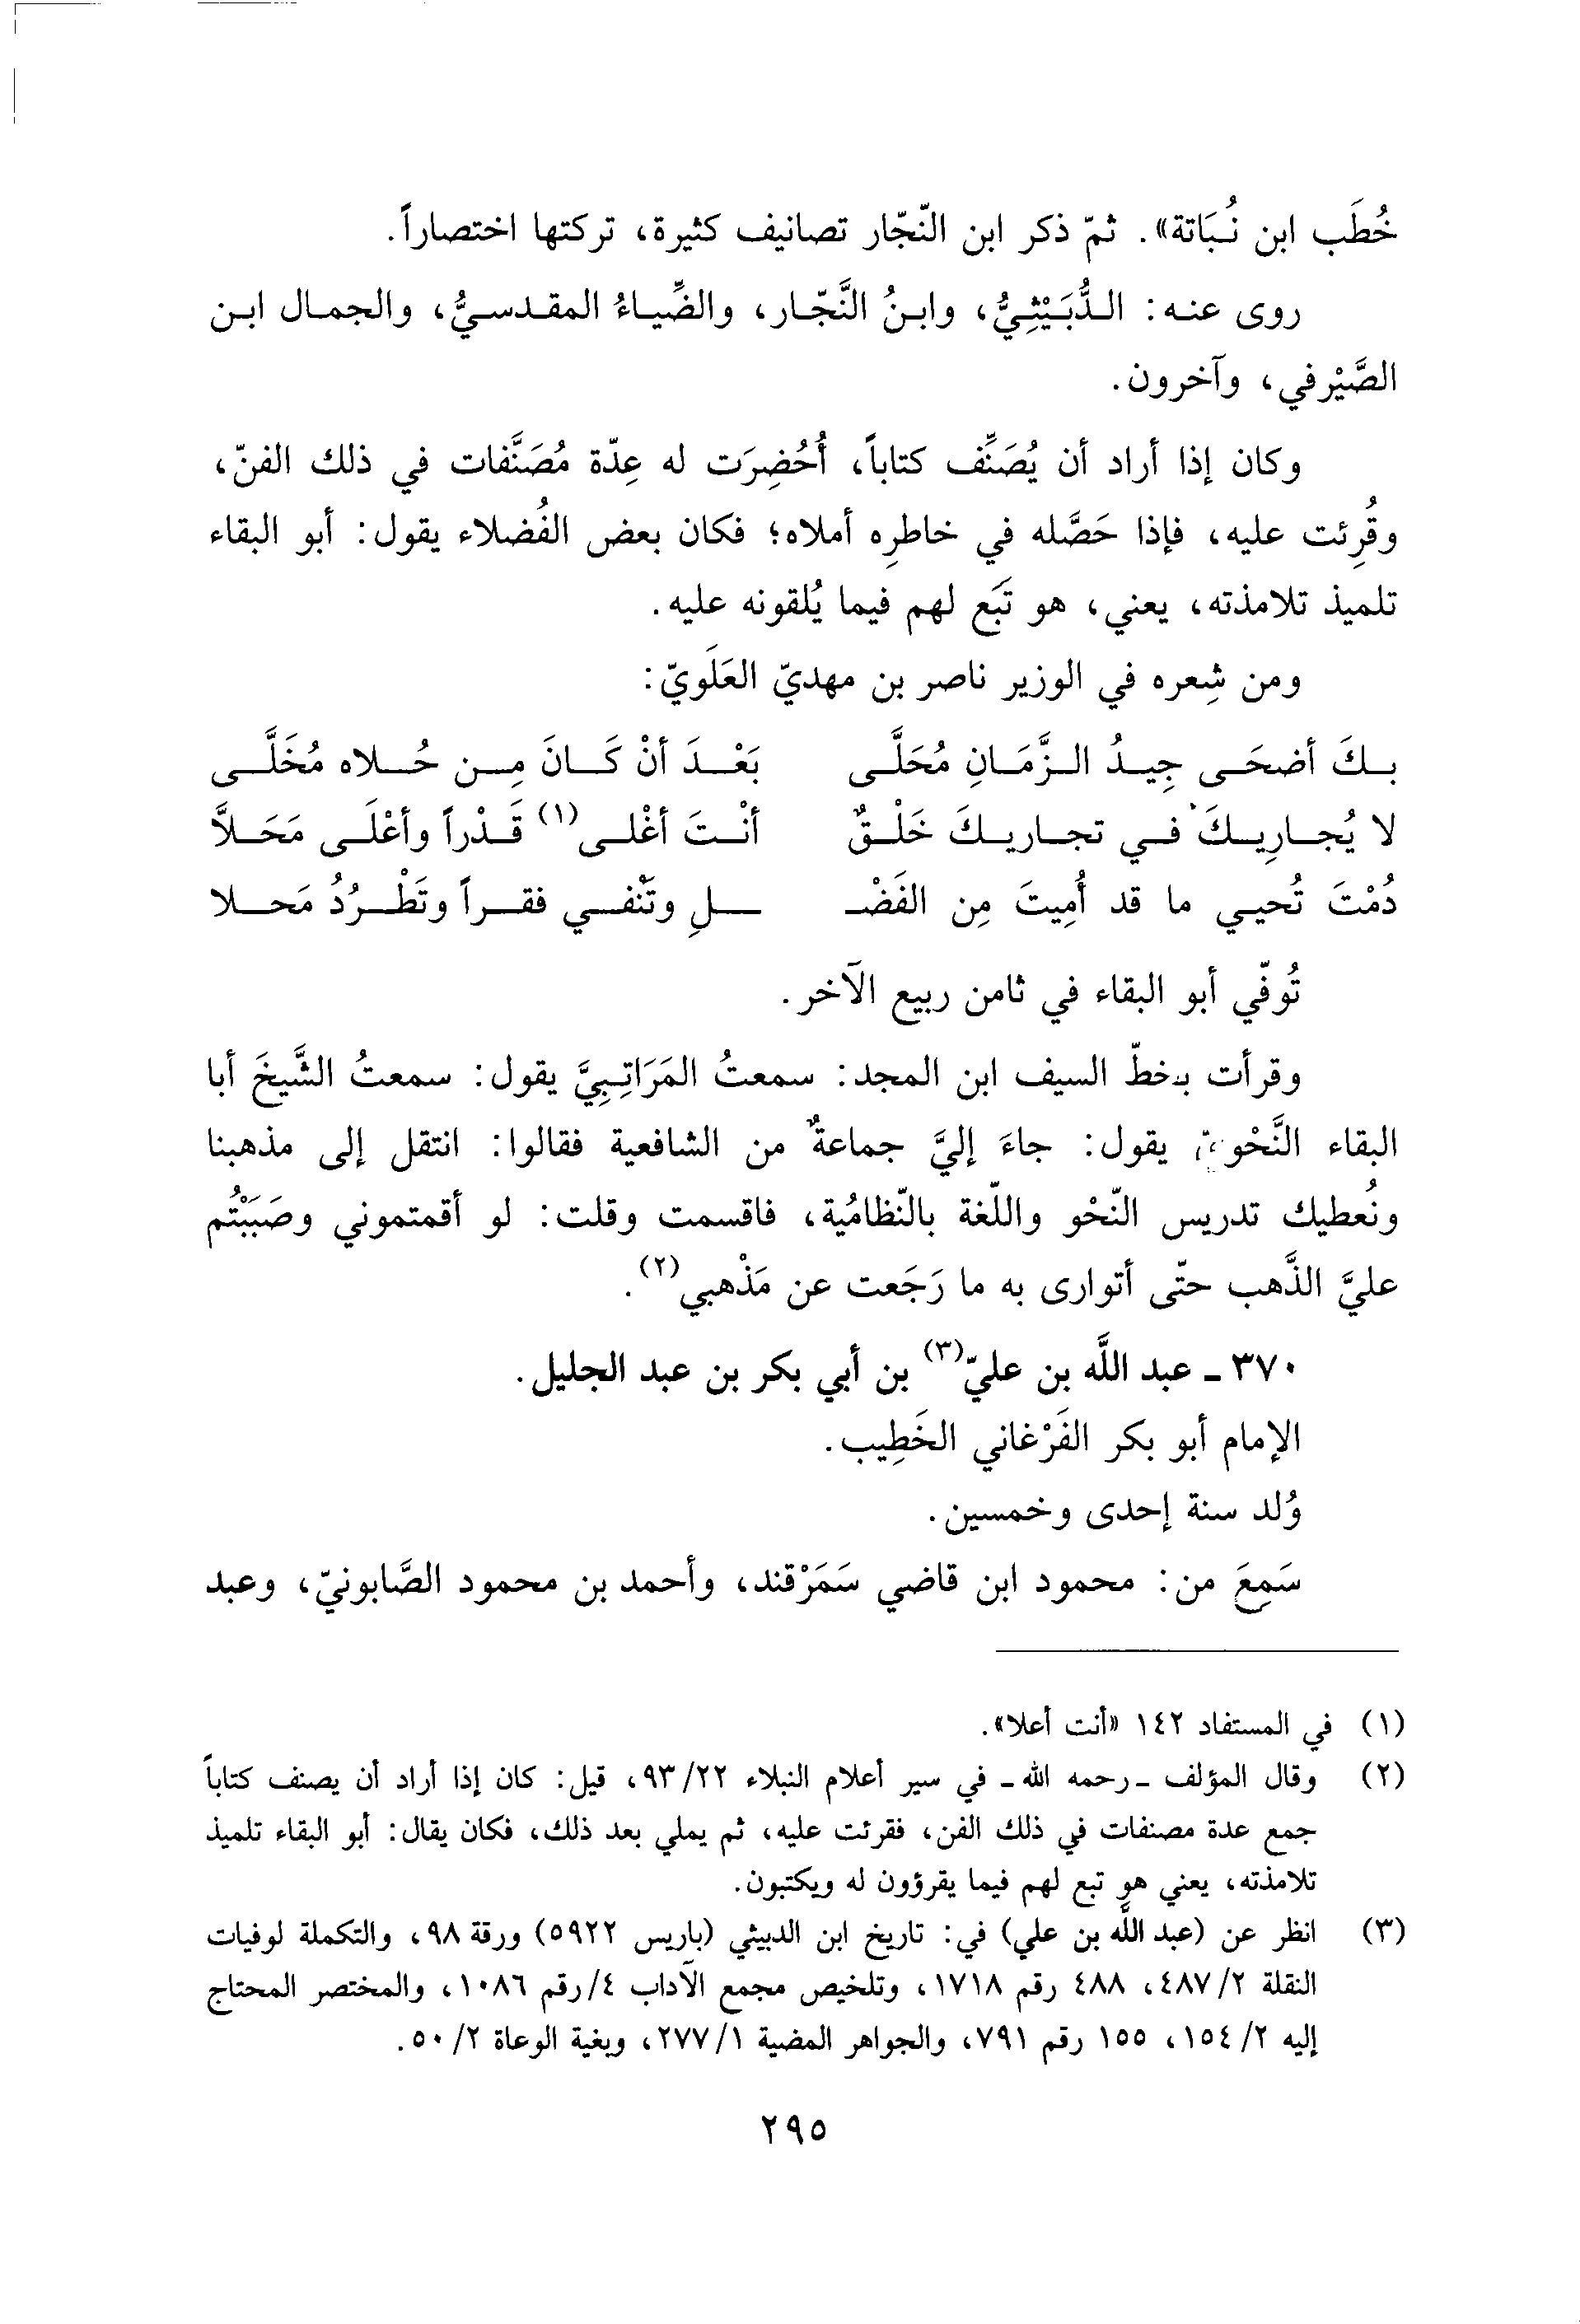 خُطَب ابن نُبَاتة». ثمّ ذكر ابن النّجّار تصانيف كثيرة، تركتها اختصاراً.
روى عنه: الدُّبَيْثِيُّ، وابنُ النَّجّار، والضِّياءُ المقدسيُّ، والجمال ابن
الصَّيْرفي، وآخرون.
وكان إذا أراد أن يُصَنِّف كتاباً، أُحُضِرَت له عِدّة مُصَنَّفات في ذلك الفنّ،
وقُرِئت عليه، فإذا حَصَّله في خاطرِه أملاه؛ فكان بعض الفُضلاء يقول: أبو البقاء
تلميذ تلامذته، يعني، هو تَبَع لهم فيما يُلقونه عليه.
ومن شِعره في الوزير ناصر بن مهديّ العَلَويّ:
بكَ أضحَى جِيدُ الزَّمَانِ مُحَلَّى بَعْدَ أنْ كَانَ مِن حُلاه مُخَلَّى
لا يُجارِيكَ في تجاريكَ خَلْقٌ أنْتَ أغْلى(١) قَدْراً وأعْلَى مَحَلاَّ
دُمْتَ تُحيي ما قد أُمِيتَ مِن الفَضْـ ـلِ وتَنْفي فقراً وتَطْرُدُ مَحلا
تُوفّي أبو البقاء في ثامن ربيع الآخر.
وقرأت بخطّ السيف ابن المجد: سمعتُ المَرَاتِبِيَّ يقول: سمعتُ الشَّيخَ أبا
البقاء النَّحْويّ يقول: جاءَ إليَّ جماعةٌ من الشافعية فقالوا: انتقل إلى مذهبنا
ونُعطيك تدريس النّحْو واللّغة بالنّظامُية، فاقسمت وقلت: لو أقمتموني وصَبَبْتُم
عليَّ الذَّهب حتّى أتوارى به ما رَجَعت عن مَذْهبي(٢).
٣٧٠ ـ عبد اللَّه بن عليّ(٣) بن أبي بكر بن عبد الجليل.
الإمام أبو بكر الفَرْغاني الخَطِيب.
وُلد سنة إحدى وخمسين.
سَمِعَ من: محمود ابن قاضي سَمَرْقند، وأحمد بن محمود الصَّابونيّ، وعبد
(١) في المستفاد ١٤٢ «أنت أعلا».
(٢) وقال المؤلف ـ رحمه الله ـ في سير أعلام النبلاء ٩٣/٢٢، قيل: كان إذا أراد أن يصنف كتاباً
جمع عدة مصنفات في ذلك الفن، فقرئت عليه، ثم يملي بعد ذلك، فكان يقال: أبو البقاء تلميذ
تلامذته، يعني هو تبع لهم فيما يقرؤون له ويكتبون.
(٣) انظر عن (عبد اللَّه بن علي) في: تاريخ ابن الدبيثي (باريس ٥٩٢٢) ورقة ٩٨، والتكملة لوفيات
النقلة ٤٨٧/٢، ٤٨٨ رقم ١٧١٨، وتلخيص مجمع الآداب ٤/رقم ١٠٨٦، والمختصر المحتاج
إليه ١٥٤/٢، ١٥٥ رقم ٧٩١، والجواهر المضية ٢٧٧/١، وبغية الوعاة ٥٠/٢.
٢٩٥